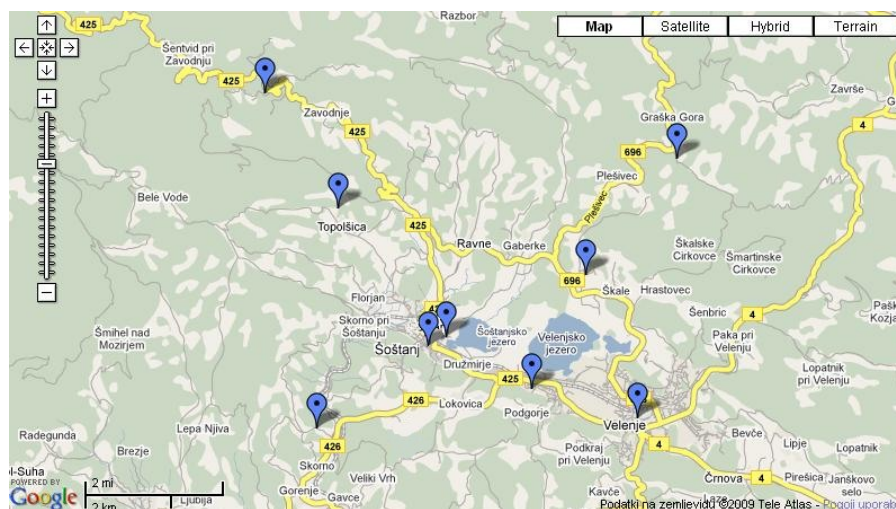 Razbor
Map Satellite Hybrid Terrain
425
Šentvid pri
Zavodnju
425
Zavodnje
425
Završe
Graška Gora
4
696
Plešivec
Plešivec
Bele Vode
Topolšica
425
Ravne
Gaberke
Škalske
Cirkovce
Šmartinske
Cirkovce
696
Škale
Hrastovec
Florjan
Skorno pri
Šoštanju
Šoštanj
Šoštanjsko
jezero
Velenjsko
jezero
Šenbric
4
Paka pri
Velenju
Šmihel nad
Mozirjem
Družmirje
425
Lopatnik
pri Velenju
426
Lokovica
Podgorje
Velenje
Radegunda
Brezje
Lepa Njiva
426
Skorno
Podkraj
pri Velenju
4
Bevče
Lipje
Lopatnik
Veliki Vrh
Gorenje
Gavce
Kavče
Črnova
4
Pirešica
Janškovo
selo
2 mi
2 km
POWERED BY
Google
Ljubija
Podatki na zemljevidu ©2009 Tele Atlas - Pogoji uporabe